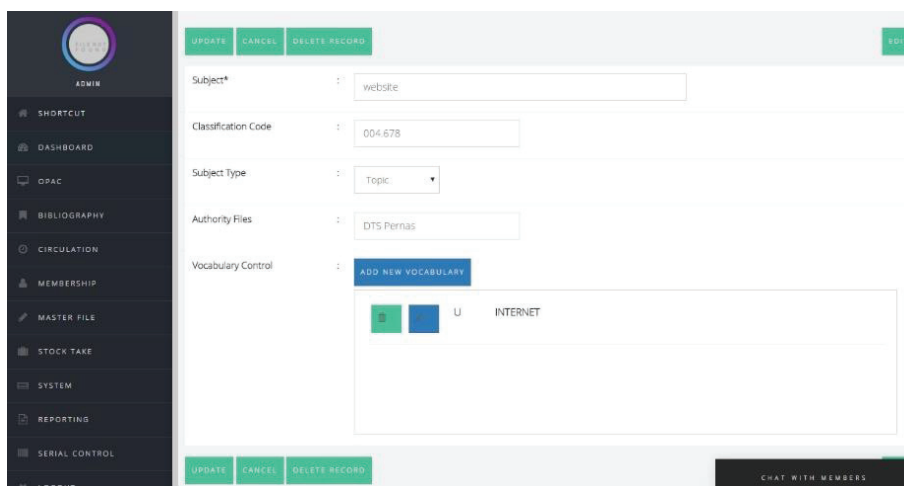 ADMIN
SHORTCUT
DASHBOARD
OPAC
BIBLIOGRAPHY
CIRCULATION
MEMBERSHIP
MASTER FILE
STOCK TAKE
SYSTEM
REPORTING
SERIAL CONTROL
UPDATE CANCEL DELETE RECORD
Subject* : website
Classification Code : 004.678
Subject Type : Topic
Authority Files : DTS Pernas
Vocabulary Control : ADD NEW VOCABULARY
U INTERNET
UPDATE CANCEL DELETE RECORD
CHAT WITH MEMBERS